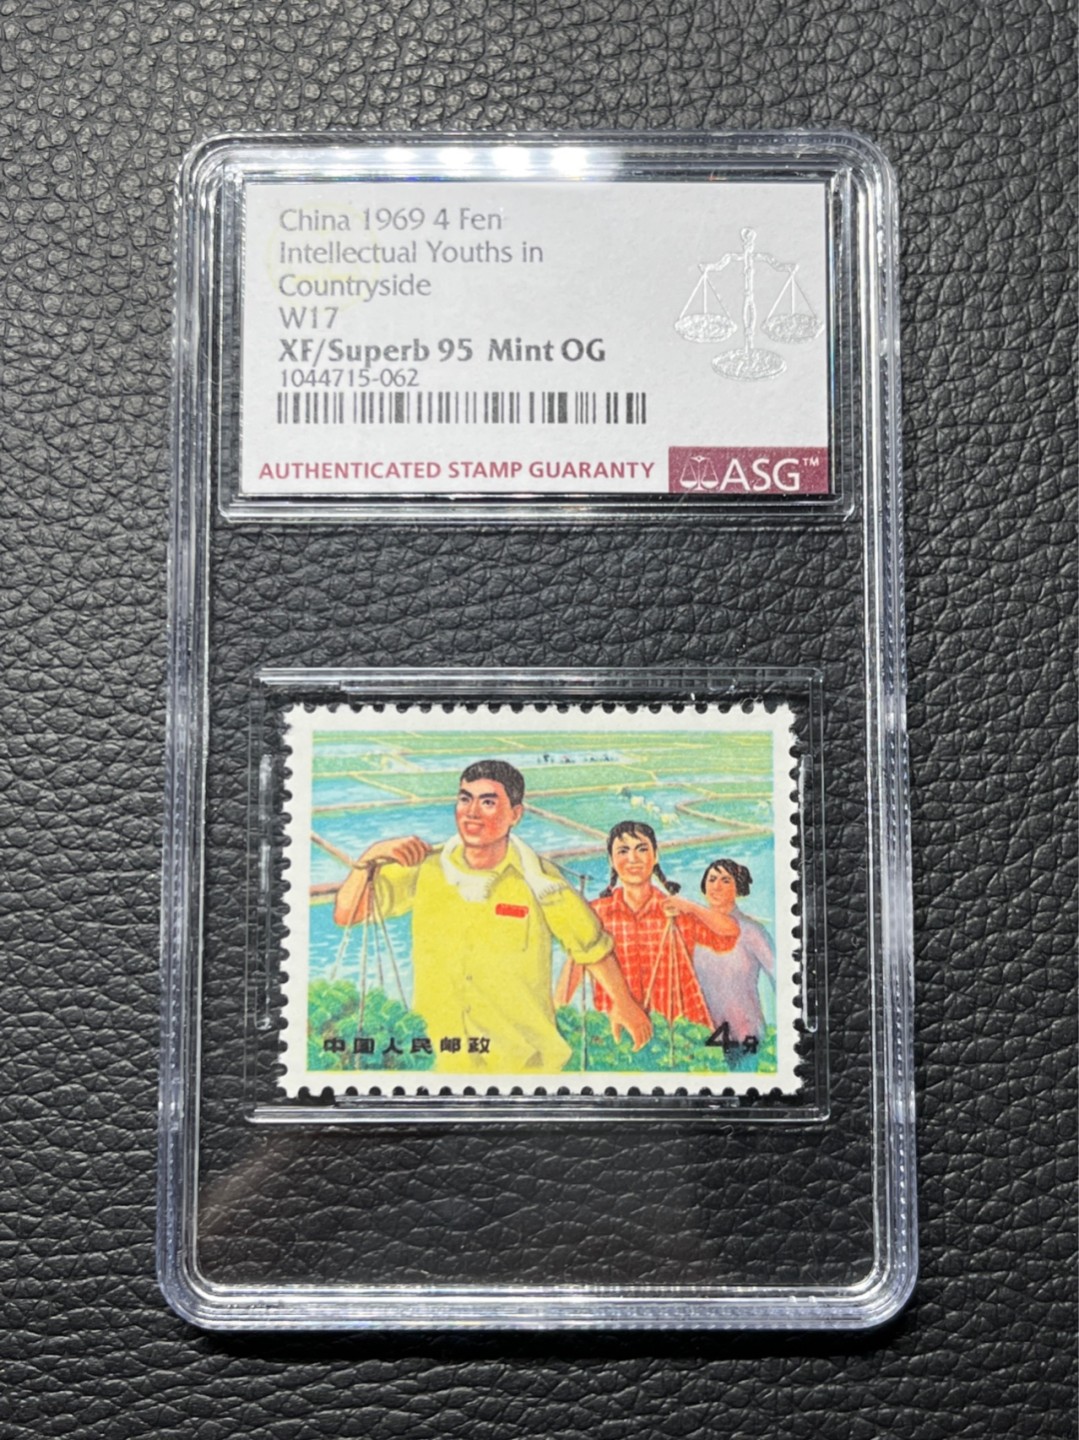 China 1969 4 Fen
Intellectual Youths in
Countryside
W17
XF/Superb 95 Mint OG
1044715-062
AUTHENTICATED STAMP GUARANTY
ASG™
中国人民邮政
4分